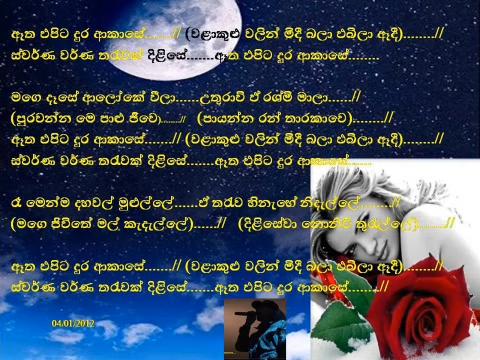 ඈත එපිට දුර ආකාසේ........// (වළාකුළු වලින් මිදී බලා එබිලා ඇදී)........//
ස්වර්ණ වර්ණ තරුවක් දිළිසේ.......ඈත එපිට දුර ආකාසේ........
මගෙ දෑසේ ආලෝකේ වීලා......උතුරාවී ඒ රශ්මි මාලා......//
(පුරවන්න මෙ පාළු ජීවේ)..........// (පායන්න රන් තාරකාවේ)........//
ඈත එපිට දුර ආකාසේ.......// (වළාකුළු වලින් මිදී බලා එබිලා ඇදී)........//
ස්වර්ණ වර්ණ තරුවක් දිළිසේ.......ඈත එපිට දුර ආකාසේ........
රෑ මෙන්ම දහවල් මුළුල්ලේ......ඒ තරුව හිනැහේ නිදැල්ලේ........//
(මගෙ ජීවිතේ මල් කැදැල්ලේ)......// (දිළිසේවා නොනිවී තුරුල්ලේ)..........//
ඈත එපිට දුර ආකාසේ.......// (වළාකුළු වලින් මිදී බලා එබිලා ඇදී)........//
ස්වර්ණ වර්ණ තරුවක් දිළිසේ.......ඈත එපිට දුර ආකාසේ........//
04/01/2012